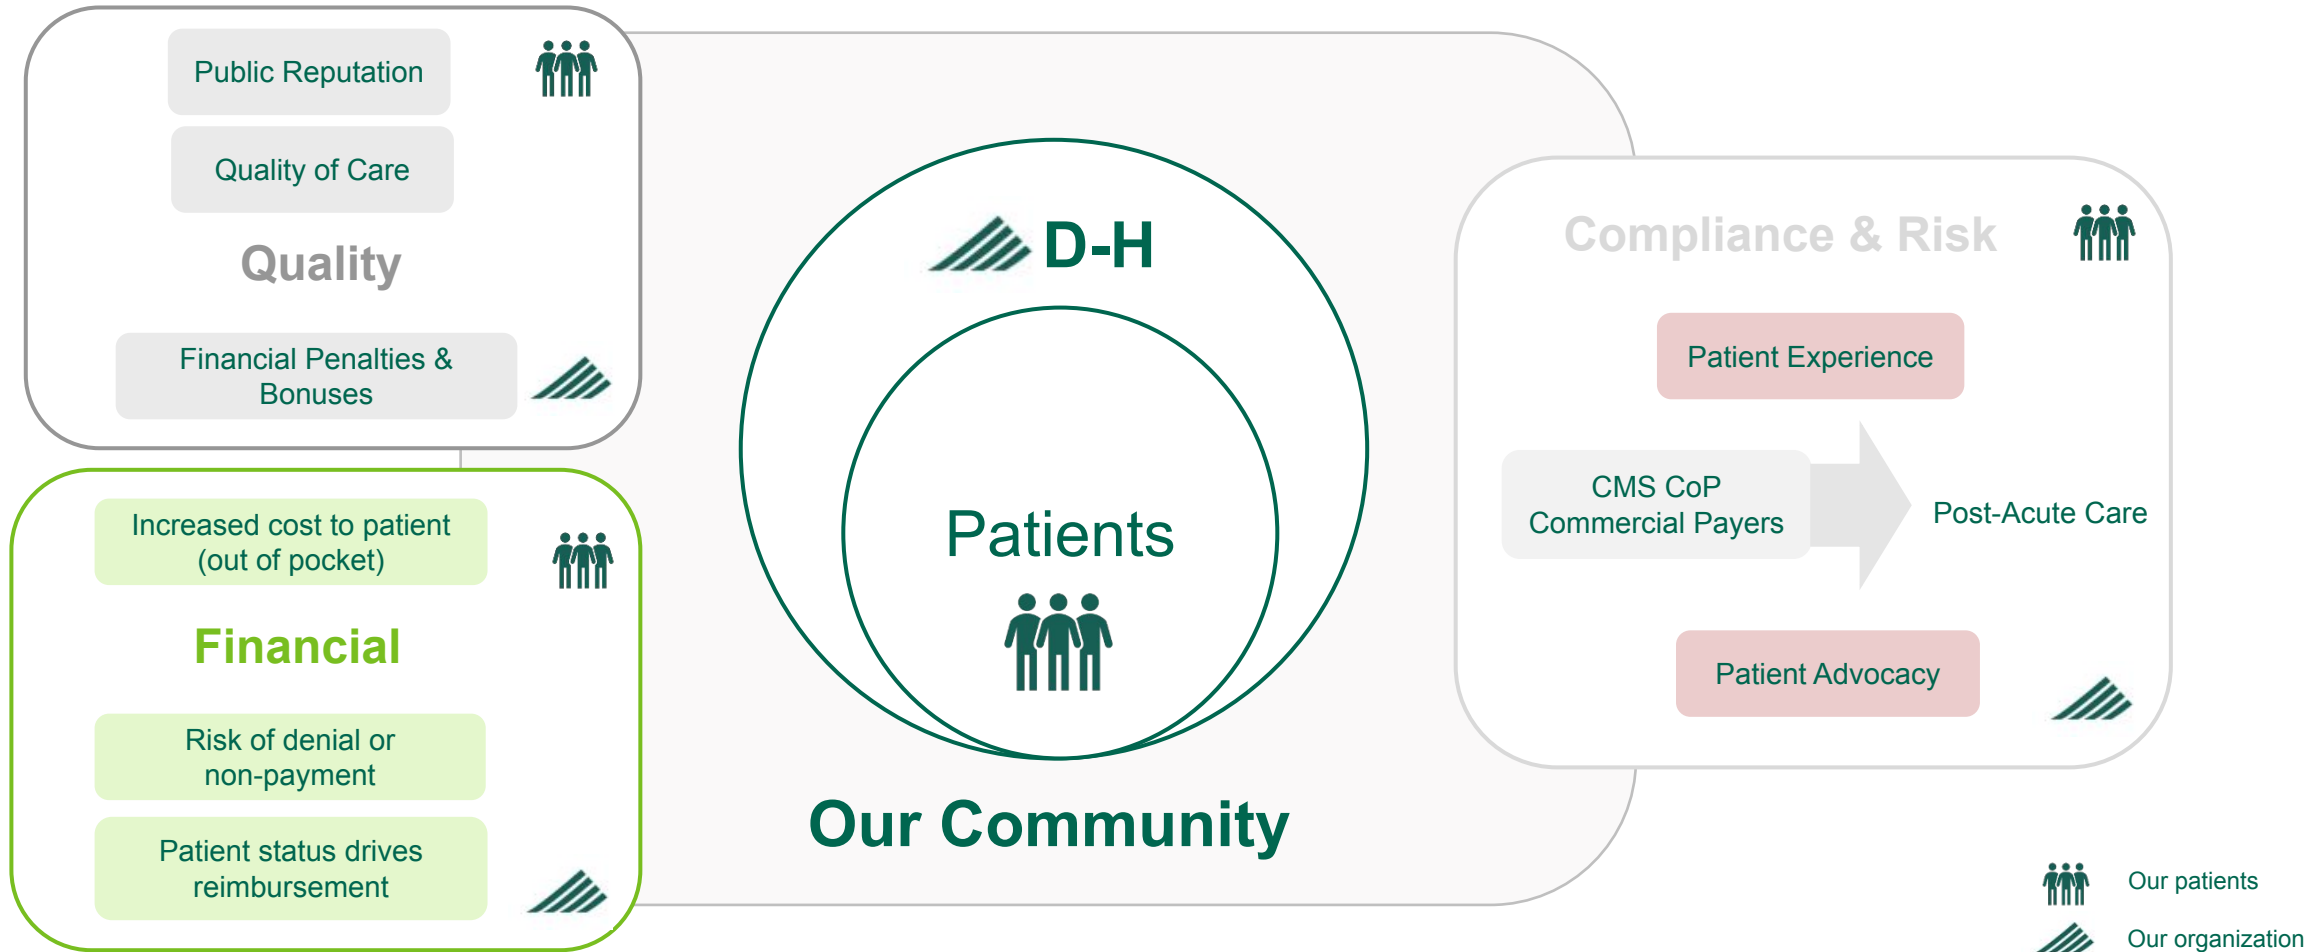 Public Reputation
Quality of Care
Quality
Financial Penalties &
Bonuses
Increased cost to patient
(out of pocket)
Financial
Risk of denial or
non-payment
Patient status drives
reimbursement
D-H
Patients
Our Community
Compliance & Risk
Patient Experience
CMS CoP
Commercial Payers
Post-Acute Care
Patient Advocacy
Our patients
Our organization